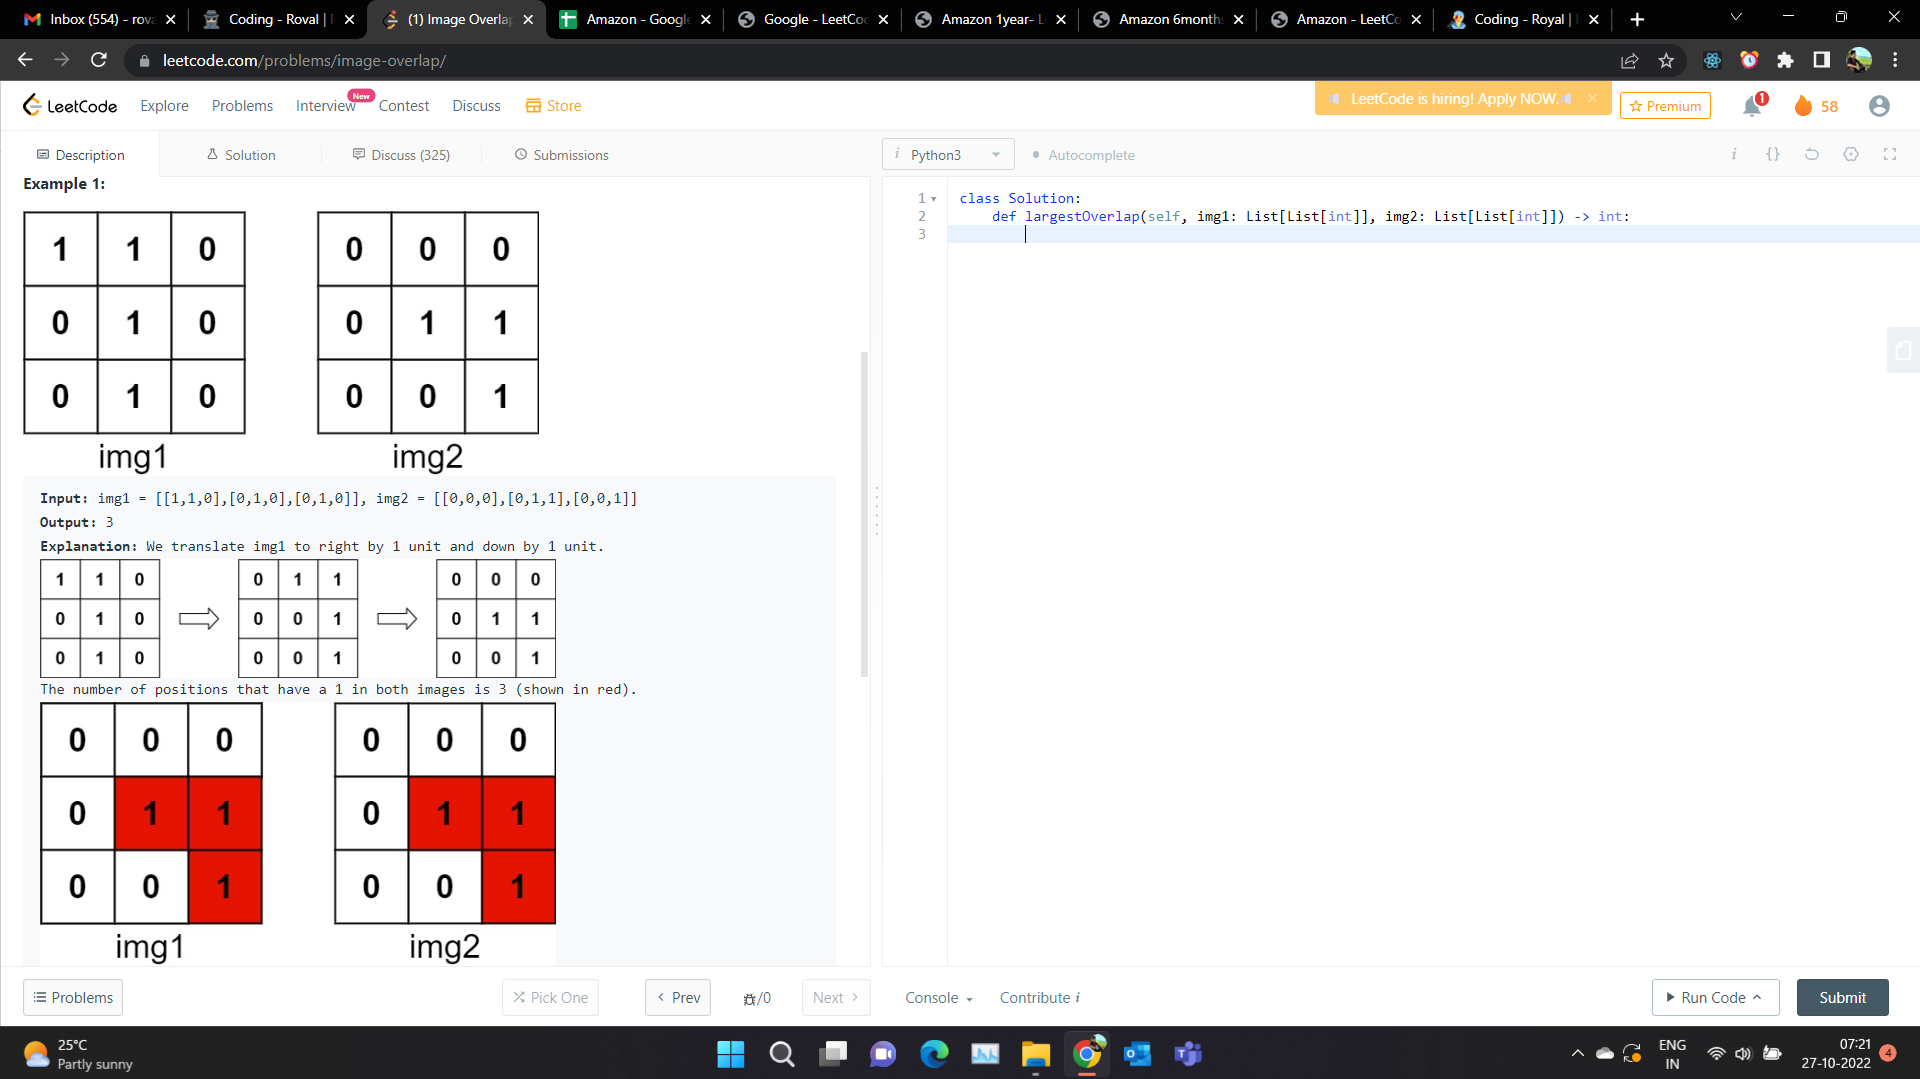 Inbox (554) - rova
Coding - Roval |
(1) Image Overlap
Amazon - Google
Google - LeetCo
Amazon 1year- L
Amazon 6months
Amazon - LeetCo
Coding - Royal |
leetcode.com/problems/image-overlap/
LeetCode
Explore
Problems
Interview
New
Contest
Discuss
Store
LeetCode is hiring! Apply NOW.
Premium
1
58
Description
Solution
Discuss (325)
Submissions
Python3
Autocomplete
Example 1:
1 1 0 0 0 0
0 1 0 0 1 1
0 1 0 0 0 1
img1 img2
Input: img1 = [[1,1,0],[0,1,0],[0,1,0]], img2 = [[0,0,0],[0,1,1],[0,0,1]]
Output: 3
Explanation: We translate img1 to right by 1 unit and down by 1 unit.
1 1 0 0 1 1 0 0 0
0 1 0 0 0 1 0 1 1
0 1 0 0 0 1 0 0 1
The number of positions that have a 1 in both images is 3 (shown in red).
0 0 0 0 0 0
0 1 1 0 1 1
0 0 1 0 0 1
img1 img2
1 class Solution:
2 def largestOverlap(self, img1: List[List[int]], img2: List[List[int]]) -> int:
3
Problems
Pick One
Prev
/0
Next
Console
Contribute i
Run Code
Submit
25°C
Partly sunny
ENG
IN
07:21
27-10-2022
4